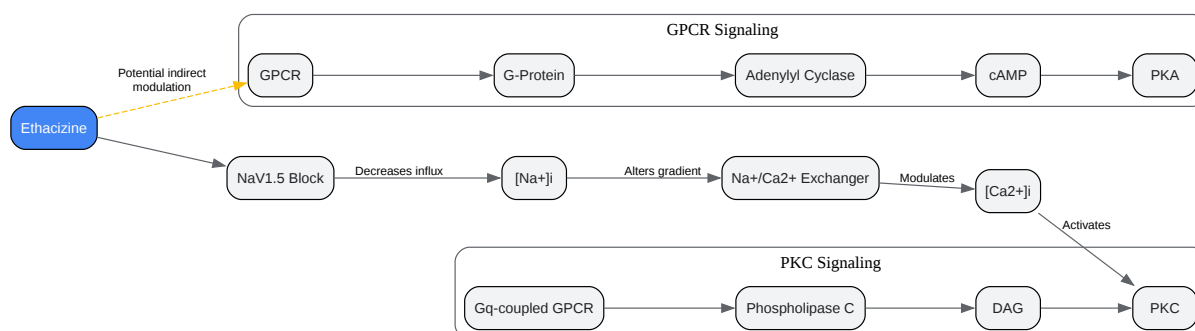 GPCR Signaling
Potential indirect
modulation
GPCR
G-Protein
Adenylyl Cyclase
cAMP
PKA
Ethacizine
NaV1.5 Block
Decreases influx
[Na+]i
Alters gradient
Na+/Ca2+ Exchanger
Modulates
[Ca2+]i
Activates
PKC Signaling
Gq-coupled GPCR
Phospholipase C
DAG
PKC